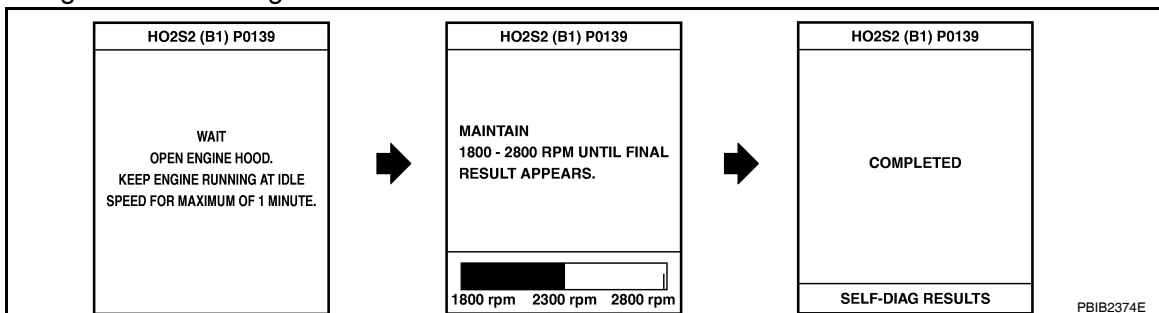 HO2S2 (B1) P0139
WAIT
OPEN ENGINE HOOD.
KEEP ENGINE RUNNING AT IDLE
SPEED FOR MAXIMUM OF 1 MINUTE.
HO2S2 (B1) P0139
MAINTAIN
1800 - 2800 RPM UNTIL FINAL
RESULT APPEARS.
1800 rpm 2300 rpm 2800 rpm
HO2S2 (B1) P0139
COMPLETED
SELF-DIAG RESULTS
PBIB2374E